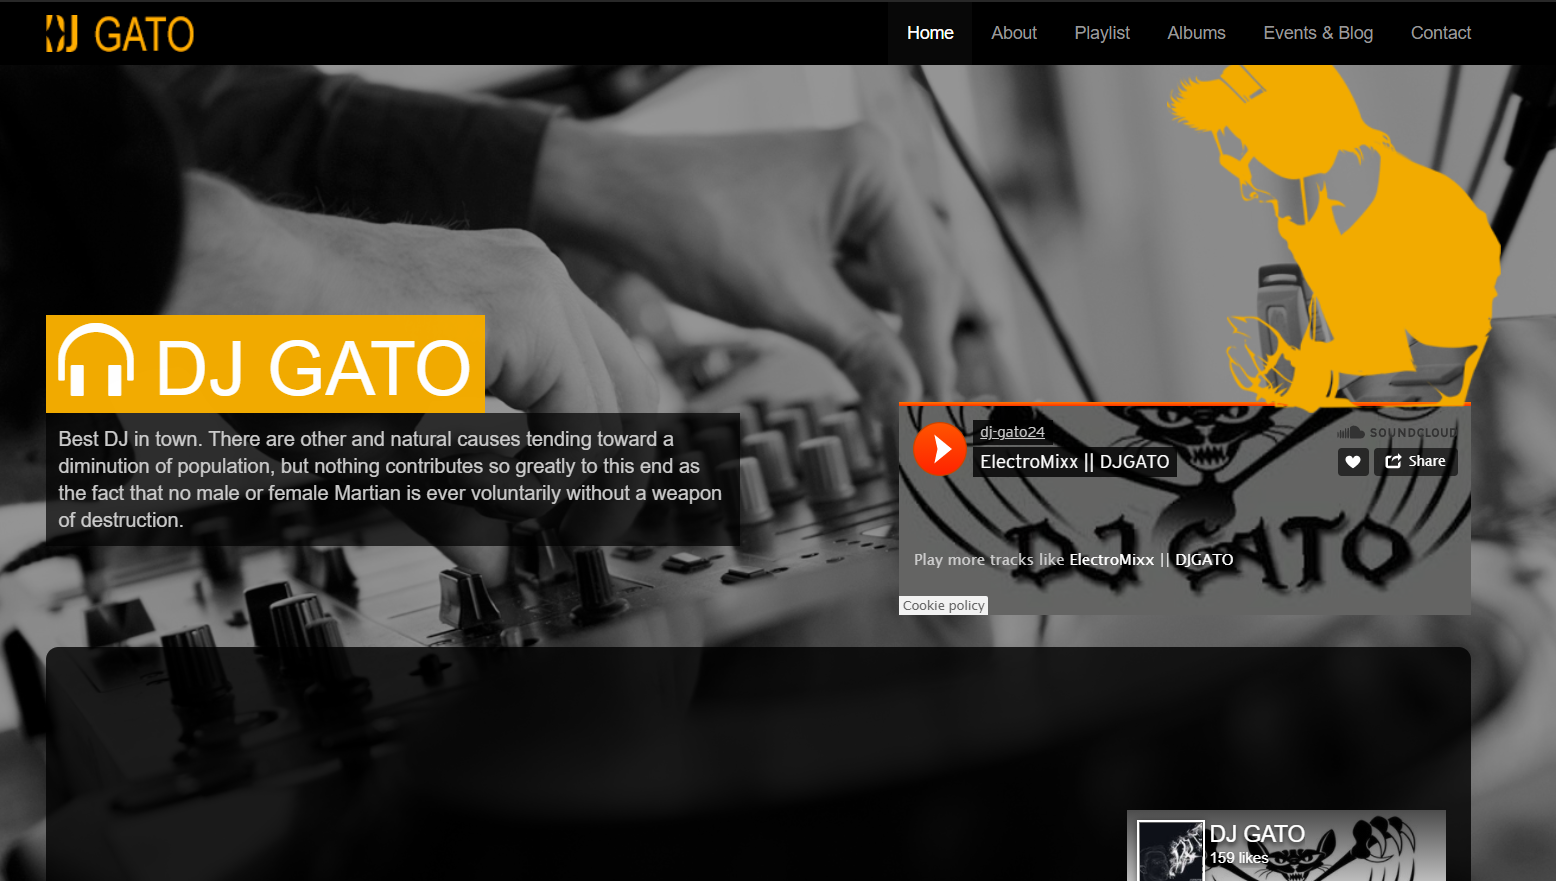 DJ GATO
Home About Playlist Albums Events & Blog Contact
DJ GATO
Best DJ in town. There are other and natural causes tending toward a
diminution of population, but nothing contributes so greatly to this end as
the fact that no male or female Martian is ever voluntarily without a weapon
of destruction.
dj-gato24
ElectroMixx || DJGATO
SOUNDCLOUD
Share
DJ GATO
Play more tracks like ElectroMixx || DJGATO
Cookie policy
DJ GATO
159 likes